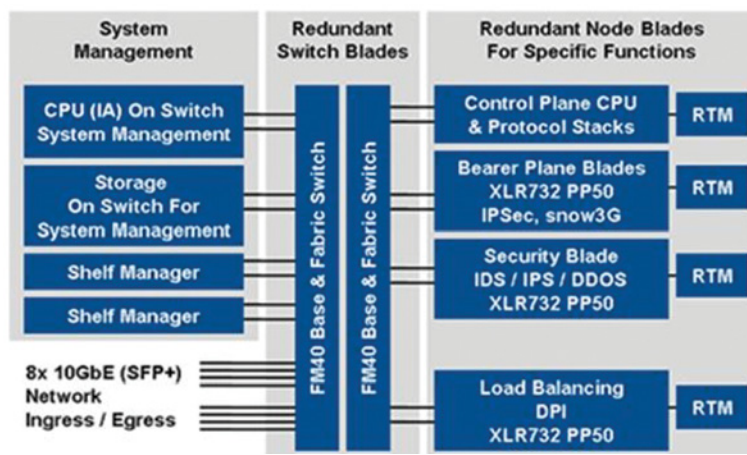 System
Management
Redundant
Switch Blades
Redundant Node Blades
For Specific Functions
CPU (IA) On Switch
System Management
Storage
On Switch For
System Management
Shelf Manager
Shelf Manager
8x 10GbE (SFP+)
Network
Ingress / Egress
FM40 Base & Fabric Switch
FM40 Base & Fabric Switch
Control Plane CPU
& Protocol Stacks
RTM
Bearer Plane Blades
XLR732 PP50
IPSec, snow3G
RTM
Security Blade
IDS / IPS / DDOS
XLR732 PP50
RTM
Load Balancing
DPI
XLR732 PP50
RTM